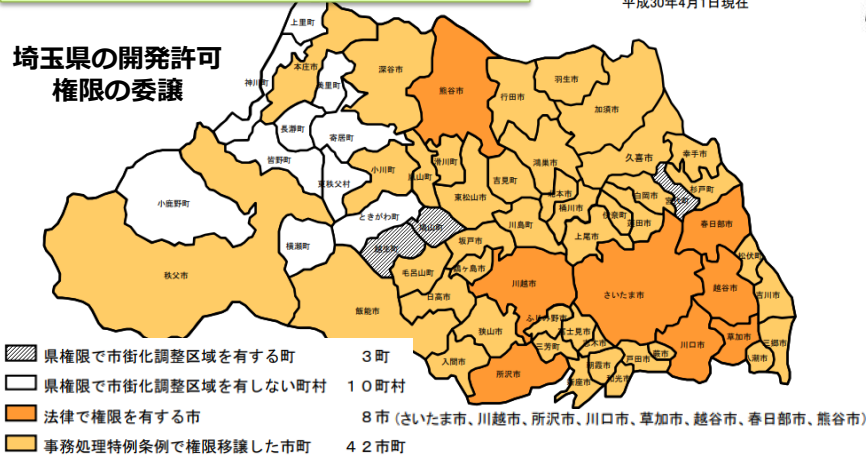 平成30年4月1日現在
埼玉県の開発許可
権限の委譲
上里町
神川町
本庄市
美里町
深谷市
熊谷市
行田市
羽生市
加須市
長瀞町
寄居町
皆野町
小鹿野町
東秩父村
小川町
嵐山町
滑川町
東松山市
吉見町
鴻巣市
久喜市
幸手市
杉戸町
宮代町
白岡市
北本市
桶川市
伊奈町
蓮田市
春日部市
ときがわ町
鳩山町
越生町
横瀬町
秩父市
坂戸市
川島町
上尾市
松伏町
毛呂山町
鶴ヶ島市
川越市
さいたま市
越谷市
吉川市
日高市
飯能市
狭山市
ふじみ野市
富士見市
三芳町
志木市
入間市
所沢市
新座市
朝霞市
和光市
戸田市
蕨市
川口市
草加市
八潮市
三郷市
県権限で市街化調整区域を有する町 3町
県権限で市街化調整区域を有しない町村 10町村
法律で権限を有する市 8市 (さいたま市、川越市、所沢市、川口市、草加市、越谷市、春日部市、熊谷市)
事務処理特例条例で権限移譲した市町 42市町